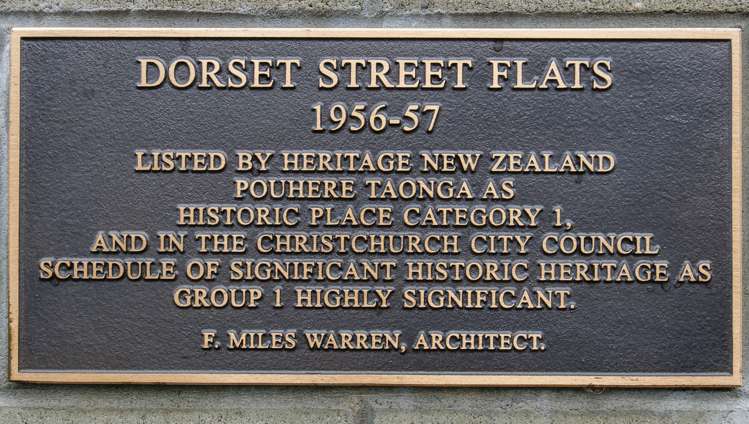 DORSET STREET FLATS
1956-57
LISTED BY HERITAGE NEW ZEALAND
POUHERE TAONGA AS
HISTORIC PLACE CATEGORY 1,
AND IN THE CHRISTCHURCH CITY COUNCIL
SCHEDULE OF SIGNIFICANT HISTORIC HERITAGE AS
GROUP 1 HIGHLY SIGNIFICANT.
F. MILES WARREN, ARCHITECT.